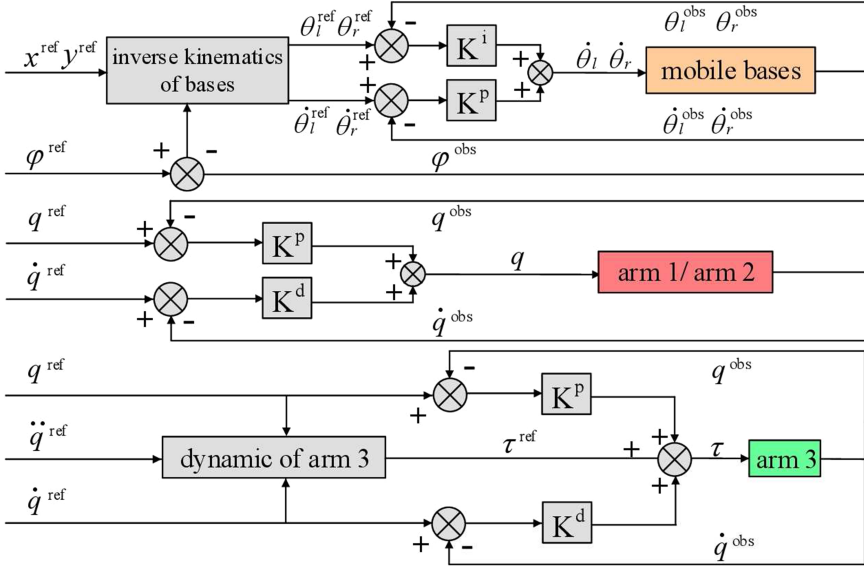 x^ref y^ref
inverse kinematics
of bases
θ_l^ref θ_r^ref
θ̇_l^ref θ̇_r^ref
+
-
K^i
+
-
K^p
+
+
θ̇_l θ̇_r
mobile bases
θ_l^obs θ_r^obs
θ̇_l^obs θ̇_r^obs
φ^ref
+
-
φ^obs
q^ref
+
-
K^p
q^obs
q̇^ref
+
-
K^d
+
+
q
arm 1/ arm 2
q̇^obs
q^ref
+
-
K^p
q^obs
q̈^ref
dynamic of arm 3
τ^ref
+
+
+
τ
arm 3
q̇^ref
+
-
K^d
q̇^obs